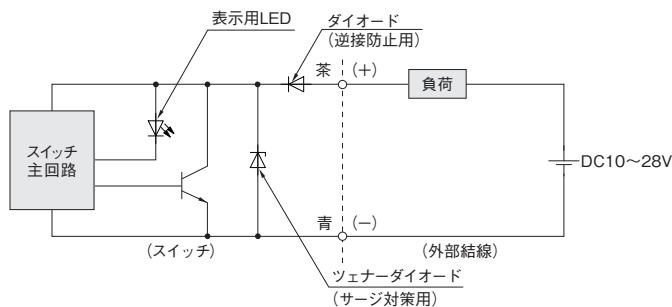 表示用LED
ダイオード
(逆接防止用)
茶
(+)
負荷
スイッチ
主回路
DC10～28V
青
(−)
(スイッチ)
(外部結線)
ツェナーダイオード
(サージ対策用)